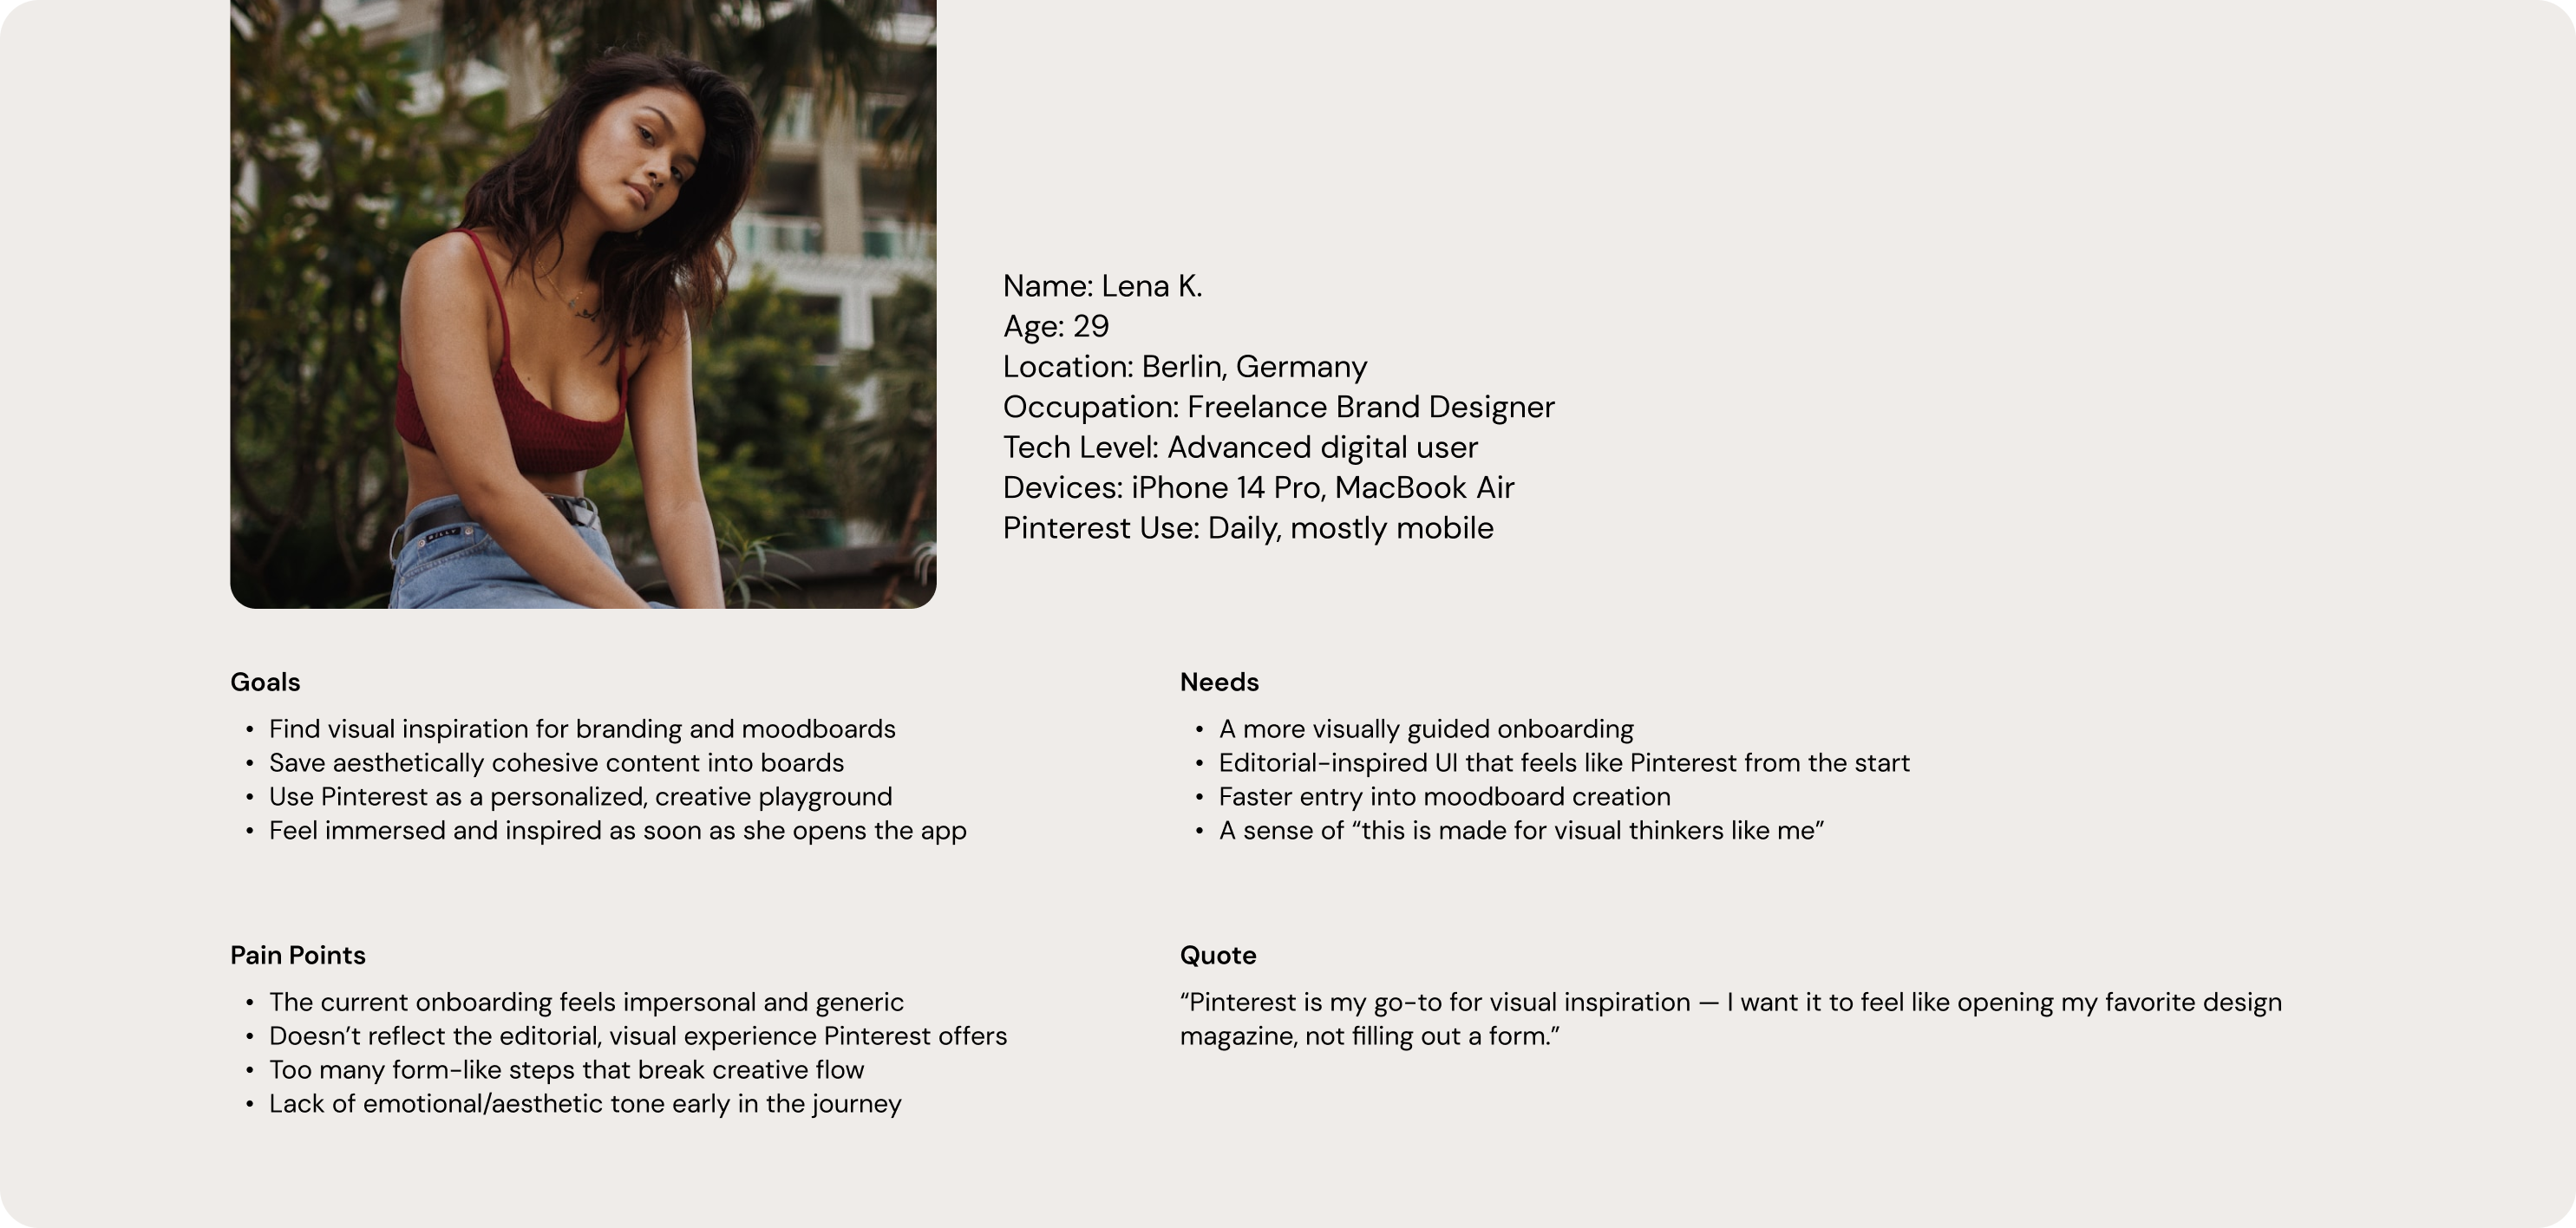 Name: Lena K.
Age: 29
Location: Berlin, Germany
Occupation: Freelance Brand Designer
Tech Level: Advanced digital user
Devices: iPhone 14 Pro, MacBook Air
Pinterest Use: Daily, mostly mobile
Goals
• Find visual inspiration for branding and moodboards
• Save aesthetically cohesive content into boards
• Use Pinterest as a personalized, creative playground
• Feel immersed and inspired as soon as she opens the app
Needs
• A more visually guided onboarding
• Editorial-inspired UI that feels like Pinterest from the start
• Faster entry into moodboard creation
• A sense of “this is made for visual thinkers like me”
Pain Points
• The current onboarding feels impersonal and generic
• Doesn’t reflect the editorial, visual experience Pinterest offers
• Too many form-like steps that break creative flow
• Lack of emotional/aesthetic tone early in the journey
Quote
“Pinterest is my go-to for visual inspiration — I want it to feel like opening my favorite design
magazine, not filling out a form.”